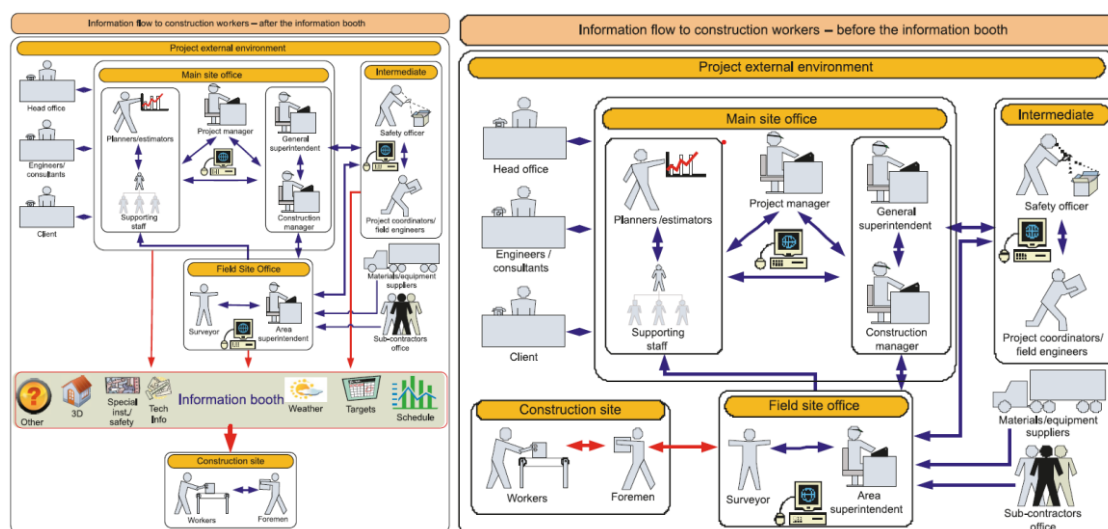 Information flow to construction workers – after the information booth
Project external environment
Main site office
Intermediate
Head office
Planners/estimators
Project manager
General
superintendent
Safety officer
Engineers/
consultants
Client
Supporting
staff
Construction
manager
Project coordinators/
field engineers
Field Site Office
Materials/equipment
suppliers
Surveyor
Area
superintendent
Sub-contractors
office
Other
3D
Special
inst./
safety
Tech
Info
Information booth
Weather
Targets
Schedule
Construction site
Workers
Foremen
Information flow to construction workers – before the information booth
Project external environment
Main site office
Intermediate
Head office
Planners/estimators
Project manager
General
superintendent
Safety officer
Engineers /
consultants
Client
Supporting
staff
Construction
manager
Project coordinators/
field engineers
Construction site
Field site office
Materials/equipment
suppliers
Workers
Foremen
Surveyor
Area
superintendent
Sub-contractors
office